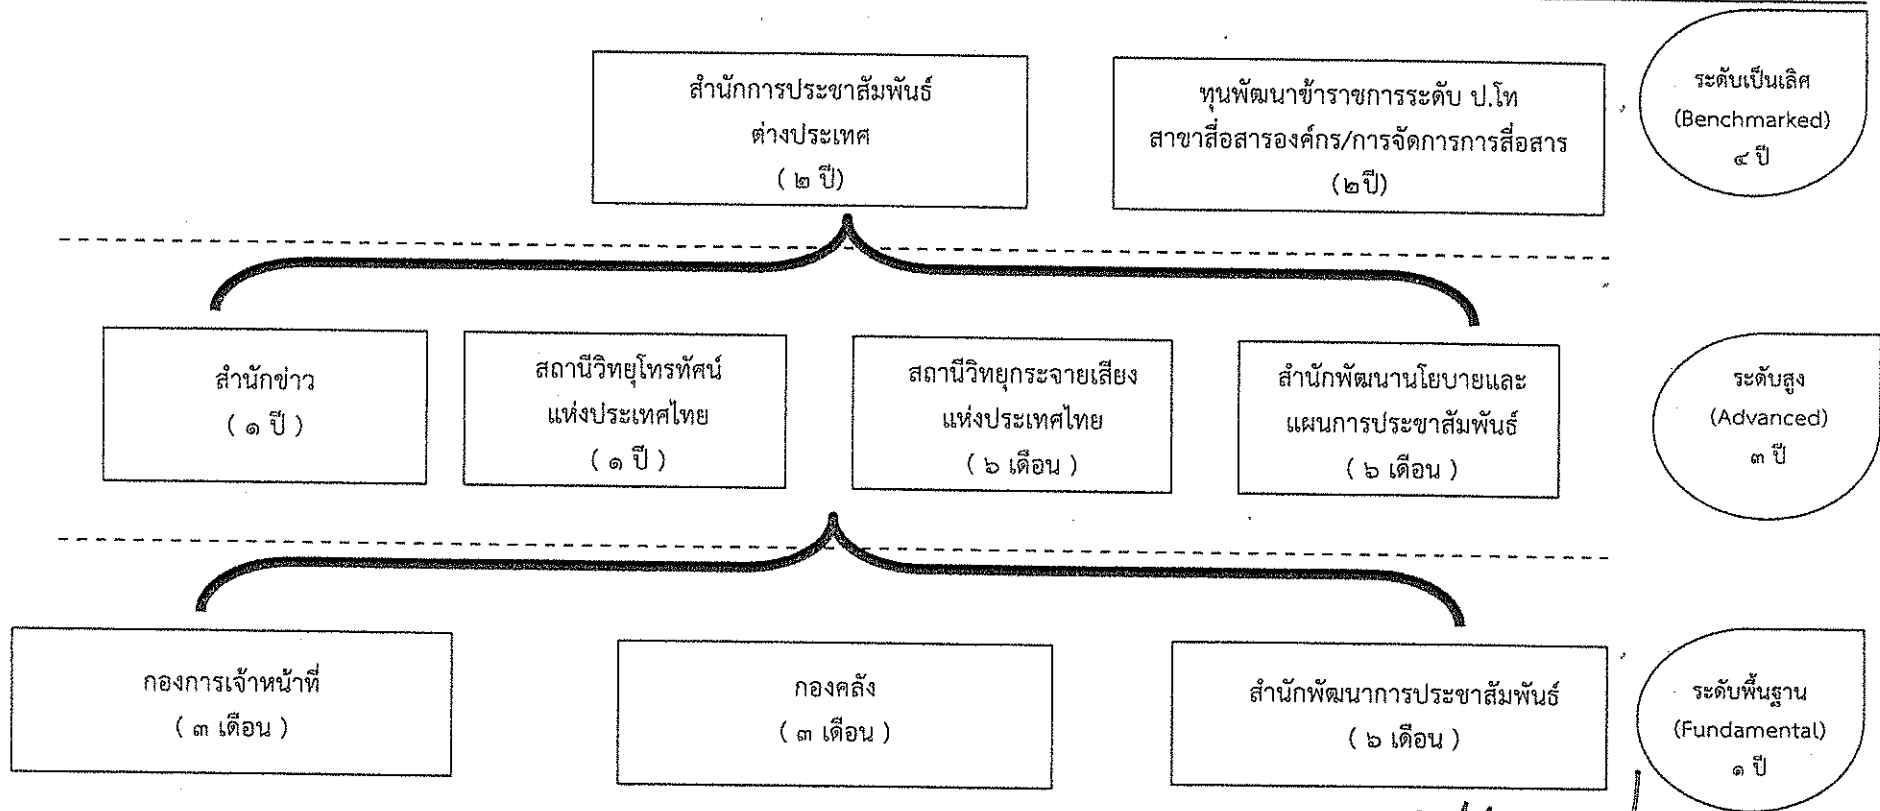 สำนักการประชาสัมพันธ์
ต่างประเทศ
( ๒ ปี)
ทุนพัฒนาข้าราชการระดับ ป.โท
สาขาสื่อสารองค์กร/การจัดการการสื่อสาร
(๒ปี)
ระดับเป็นเลิศ
(Benchmarked)
๔ ปี
สำนักข่าว
( ๑ ปี )
สถานีวิทยุโทรทัศน์
แห่งประเทศไทย
( ๑ ปี )
สถานีวิทยุกระจายเสียง
แห่งประเทศไทย
( ๖ เดือน )
สำนักพัฒนานโยบายและ
แผนการประชาสัมพันธ์
( ๖ เดือน )
ระดับสูง
(Advanced)
๓ ปี
กองการเจ้าหน้าที่
( ๓ เดือน )
กองคลัง
( ๓ เดือน )
สำนักพัฒนาการประชาสัมพันธ์
( ๖ เดือน )
ระดับพื้นฐาน
(Fundamental)
๑ ปี